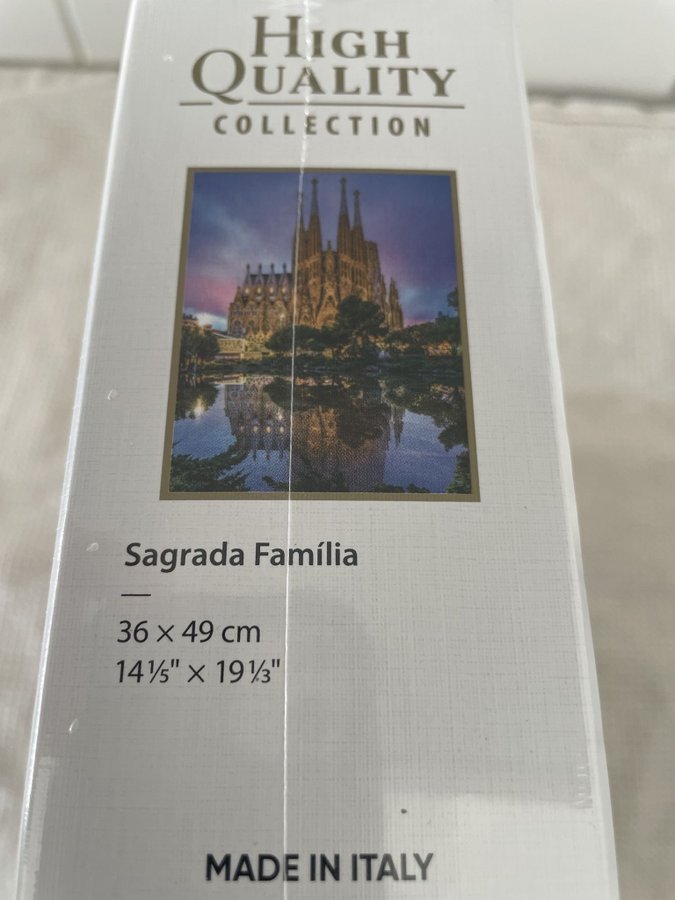 HIGH
QUALITY
COLLECTION
Sagrada Família
—
36 × 49 cm
14⅕" × 19⅓"
MADE IN ITALY